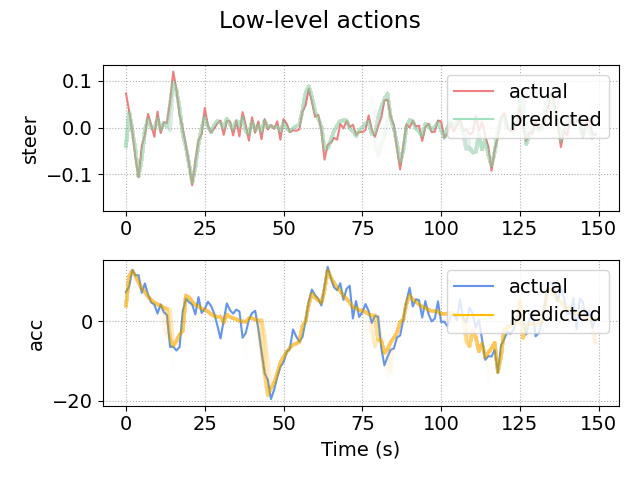 Low-level actions
steer
0.1
0.0
−0.1
actual
predicted
0 25 50 75 100 125 150
acc
0
−20
actual
predicted
0 25 50 75 100 125 150
Time (s)